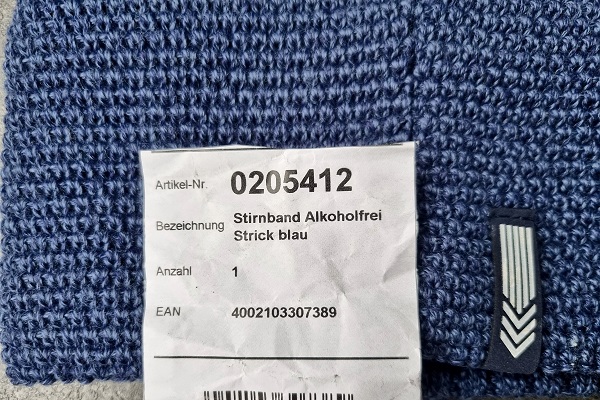 Artikel-Nr. 0205412
Bezeichnung Stirnband Alkoholfrei
Strick blau
Anzahl 1
EAN 4002103307389